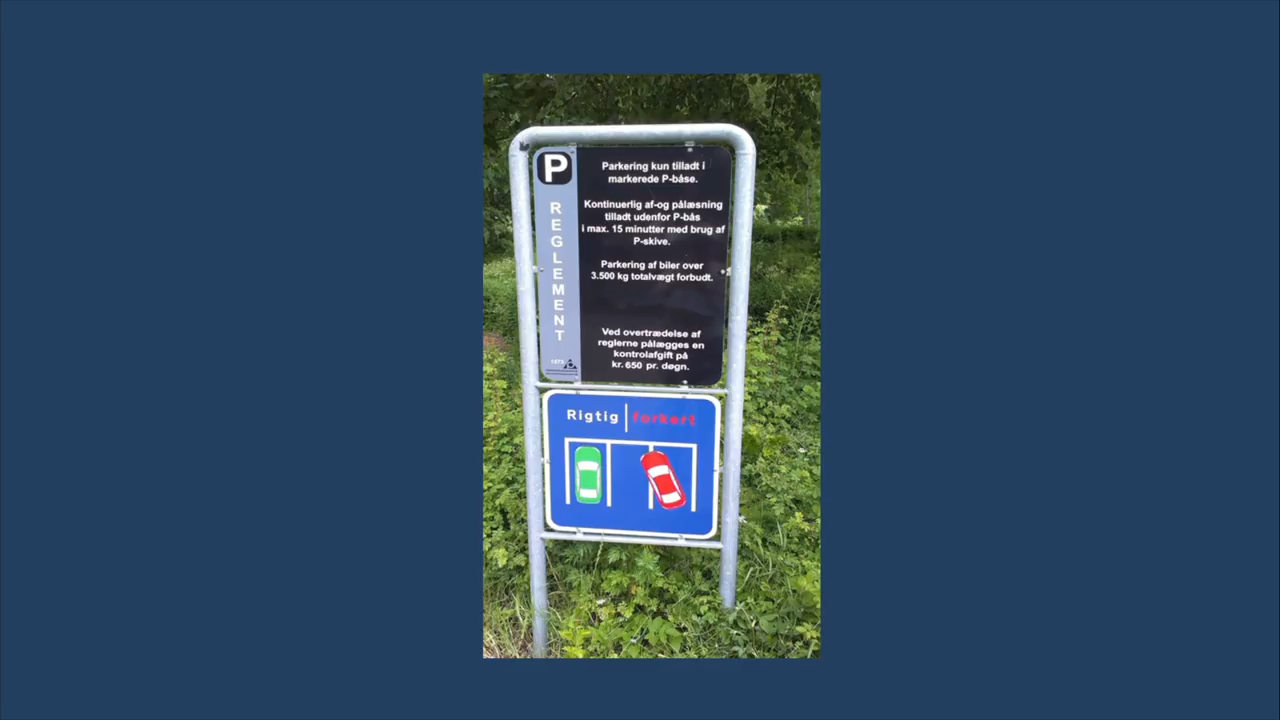 P
REGLEMENT
Parkering kun tilladt i
markerede P-båse.
Kontinuerlig af-og pålæsning
tilladt udenfor P-bås
i max. 15 minutter med brug af
P-skive.
Parkering af biler over
3.500 kg totalvægt forbudt.
Ved overtrædelse af
reglerne pålægges en
kontrolafgift på
kr. 650 pr. døgn.
Rigtig | forkert